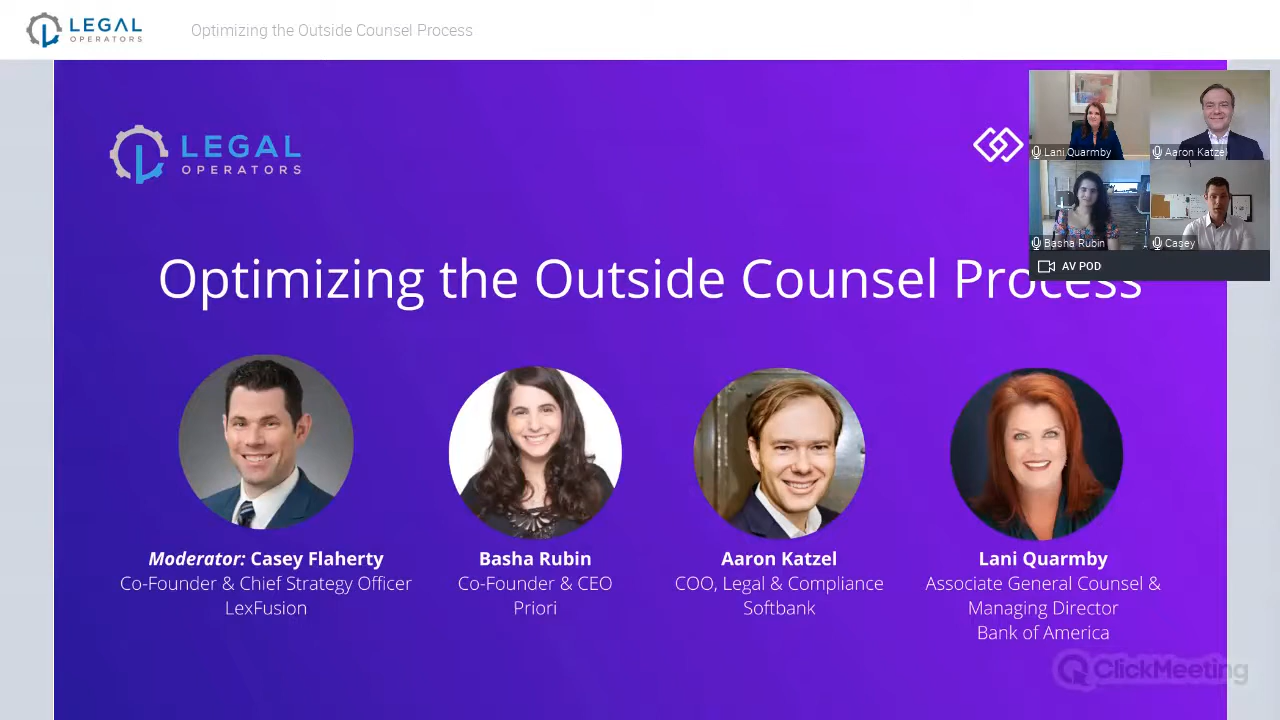 LEGAL
OPERATORS
Optimizing the Outside Counsel Process
LEGAL
OPERATORS
Lani Quarmby
Aaron Katzel
Basha Rubin
Casey
AV POD
Optimizing the Outside Counsel Process
Moderator: Casey Flaherty
Co-Founder & Chief Strategy Officer
LexFusion
Basha Rubin
Co-Founder & CEO
Priori
Aaron Katzel
COO, Legal & Compliance
Softbank
Lani Quarmby
Associate General Counsel &
Managing Director
Bank of America
ClickMeeting